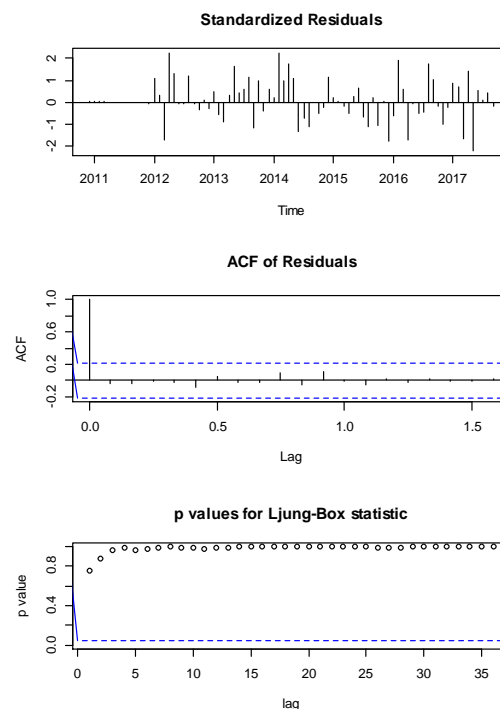 Standardized Residuals
2
1
0
-1
-2
2011 2012 2013 2014 2015 2016 2017
Time
ACF of Residuals
ACF
1.0
0.6
0.2
-0.2
0.0 0.5 1.0 1.5
Lag
p values for Ljung-Box statistic
p value
0.8
0.4
0.0
0 5 10 15 20 25 30 35
lag